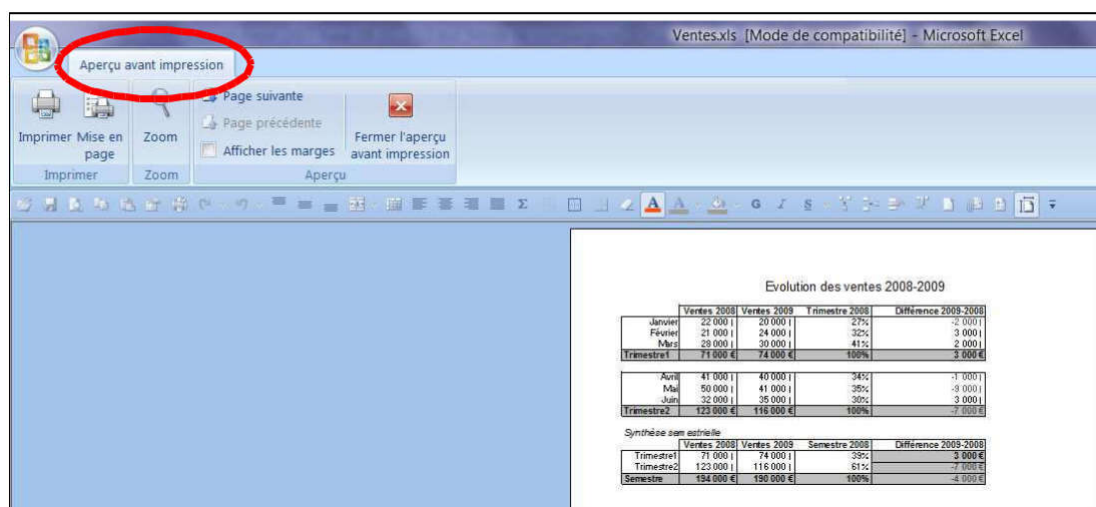 Ventes.xls [Mode de compatibilité] - Microsoft Excel
Aperçu avant impression
Imprimer
Mise en page
Zoom
Page suivante
Page précédente
Afficher les marges
Fermer l'aperçu avant impression
Imprimer Zoom Aperçu
Σ A A G I S
Evolution des ventes 2008-2009
Ventes 2008 Ventes 2009 Trimestre 2008 Différence 2009-2008
Janvier 22 000 | 20 000 | 27% -2 000 |
Février 21 000 | 24 000 | 32% 3 000 |
Mars 28 000 | 30 000 | 41% 2 000 |
Trimestre1 71 000 € 74 000 € 100% 3 000 €
Avril 41 000 | 40 000 | 34% -1 000 |
Mai 50 000 | 41 000 | 35% -9 000 |
Juin 32 000 | 35 000 | 30% 3 000 |
Trimestre2 123 000 € 116 000 € 100% -7 000 €
Synthèse semestrielle
Ventes 2008 Ventes 2009 Semestre 2008 Différence 2009-2008
Trimestre1 71 000 | 74 000 | 39% 3 000 €
Trimestre2 123 000 | 116 000 | 61% -7 000 €
Semestre 194 000 € 190 000 € 100% -4 000 €